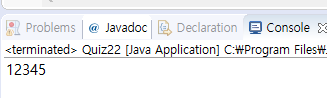 Problems @ Javadoc Declaration Console
<terminated> Quiz22 [Java Application] C:₩Program Files₩
12345